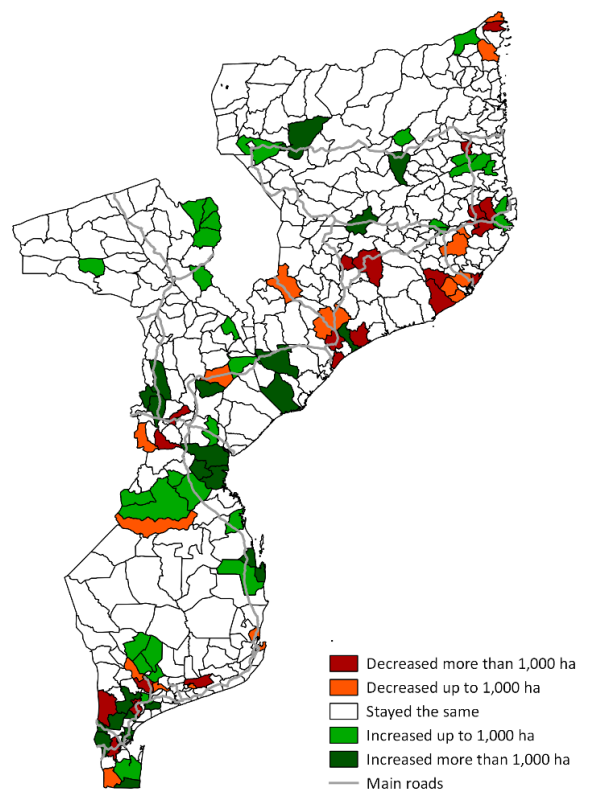 Decreased more than 1,000 ha
Decreased up to 1,000 ha
Stayed the same
Increased up to 1,000 ha
Increased more than 1,000 ha
Main roads